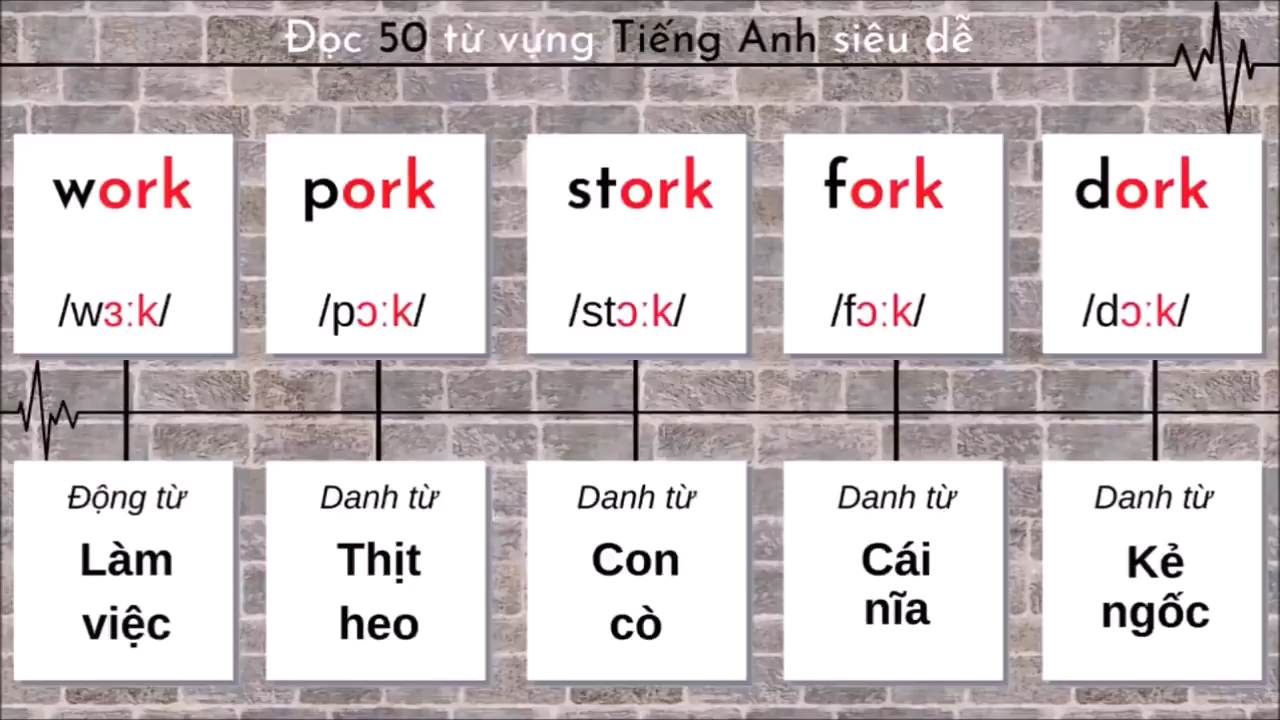 Đọc 50 từ vựng Tiếng Anh siêu dễ
work
/wɜːk/
pork
/pɔːk/
stork
/stɔːk/
fork
/fɔːk/
dork
/dɔːk/
Động từ
Làm
việc
Danh từ
Thịt
heo
Danh từ
Con
cò
Danh từ
Cái
nĩa
Danh từ
Kẻ
ngốc